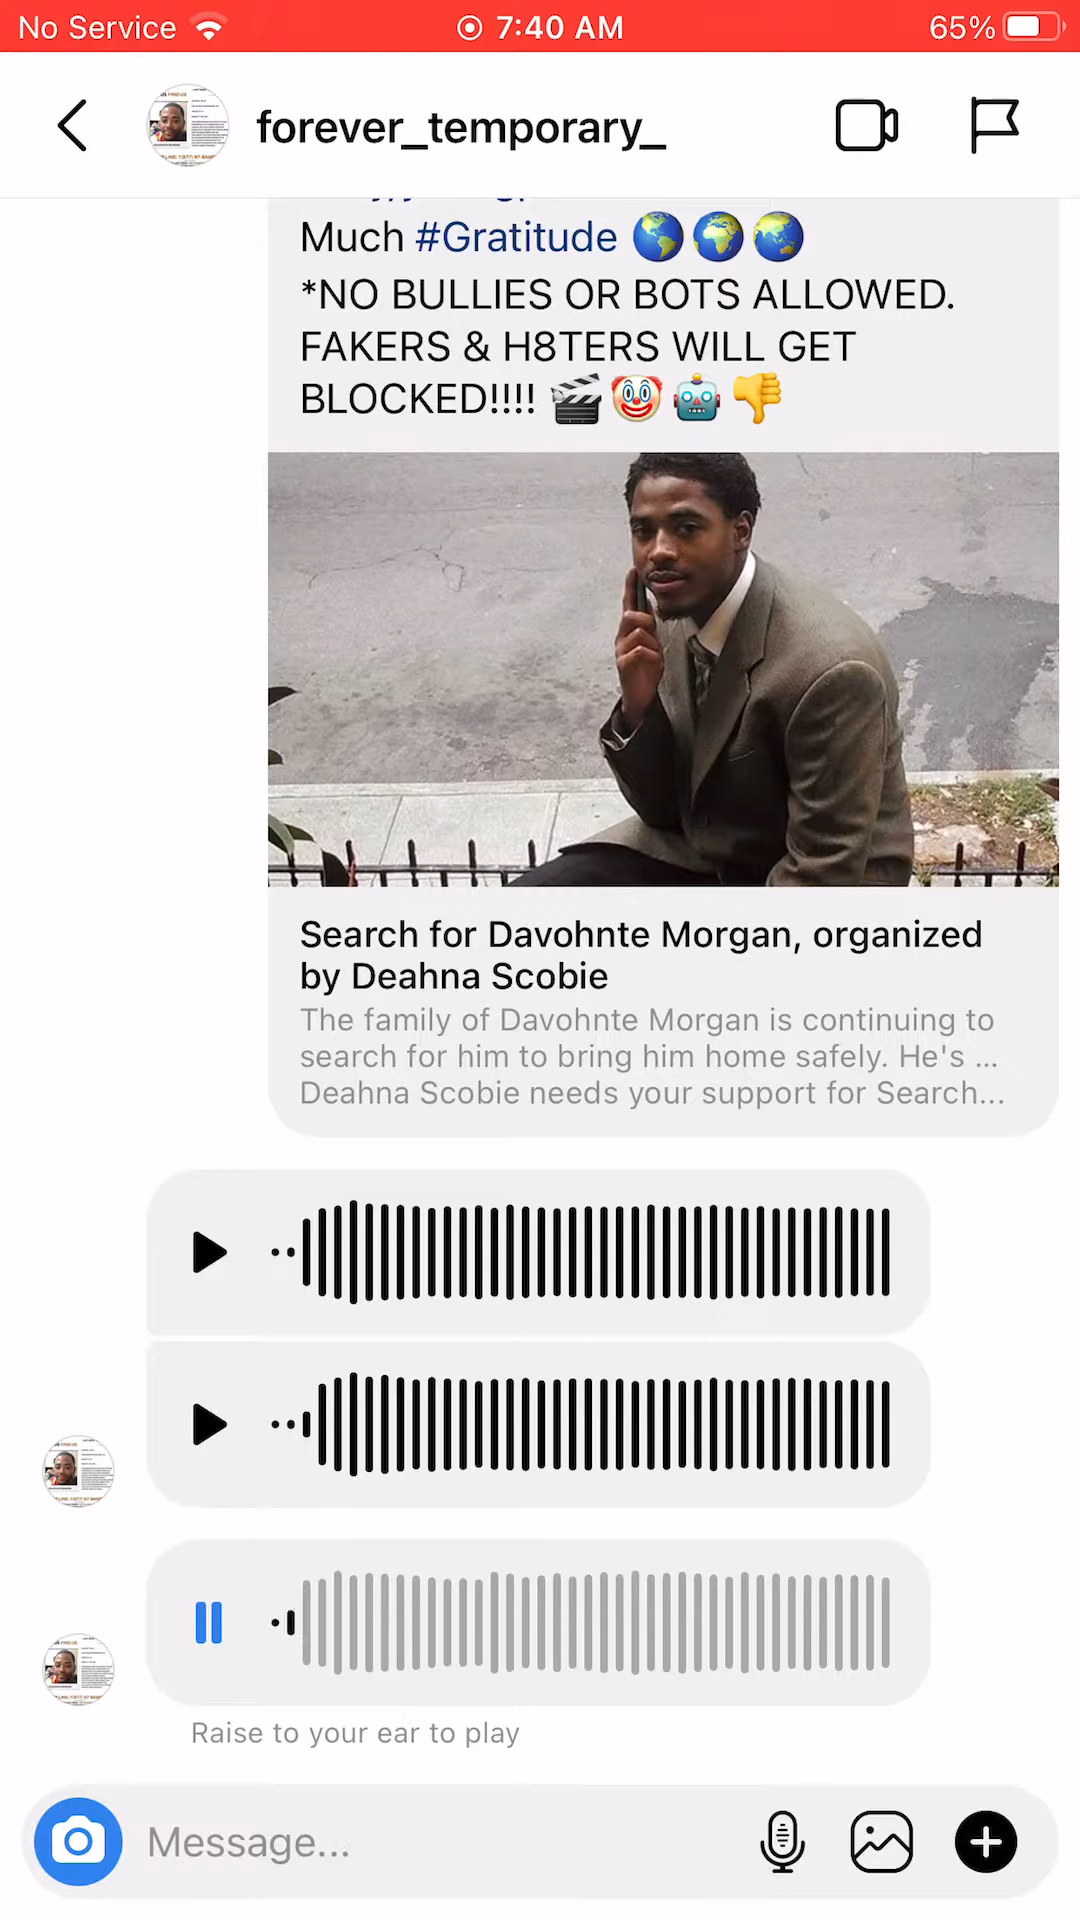 No Service 7:40 AM 65%
forever_temporary_
Much #Gratitude 🌎🌍🌏
*NO BULLIES OR BOTS ALLOWED.
FAKERS & H8TERS WILL GET
BLOCKED!!!! 🎬🤡🤖👎
Search for Davohnte Morgan, organized
by Deahna Scobie
The family of Davohnte Morgan is continuing to
search for him to bring him home safely. He's ...
Deahna Scobie needs your support for Search...
Raise to your ear to play
Message...